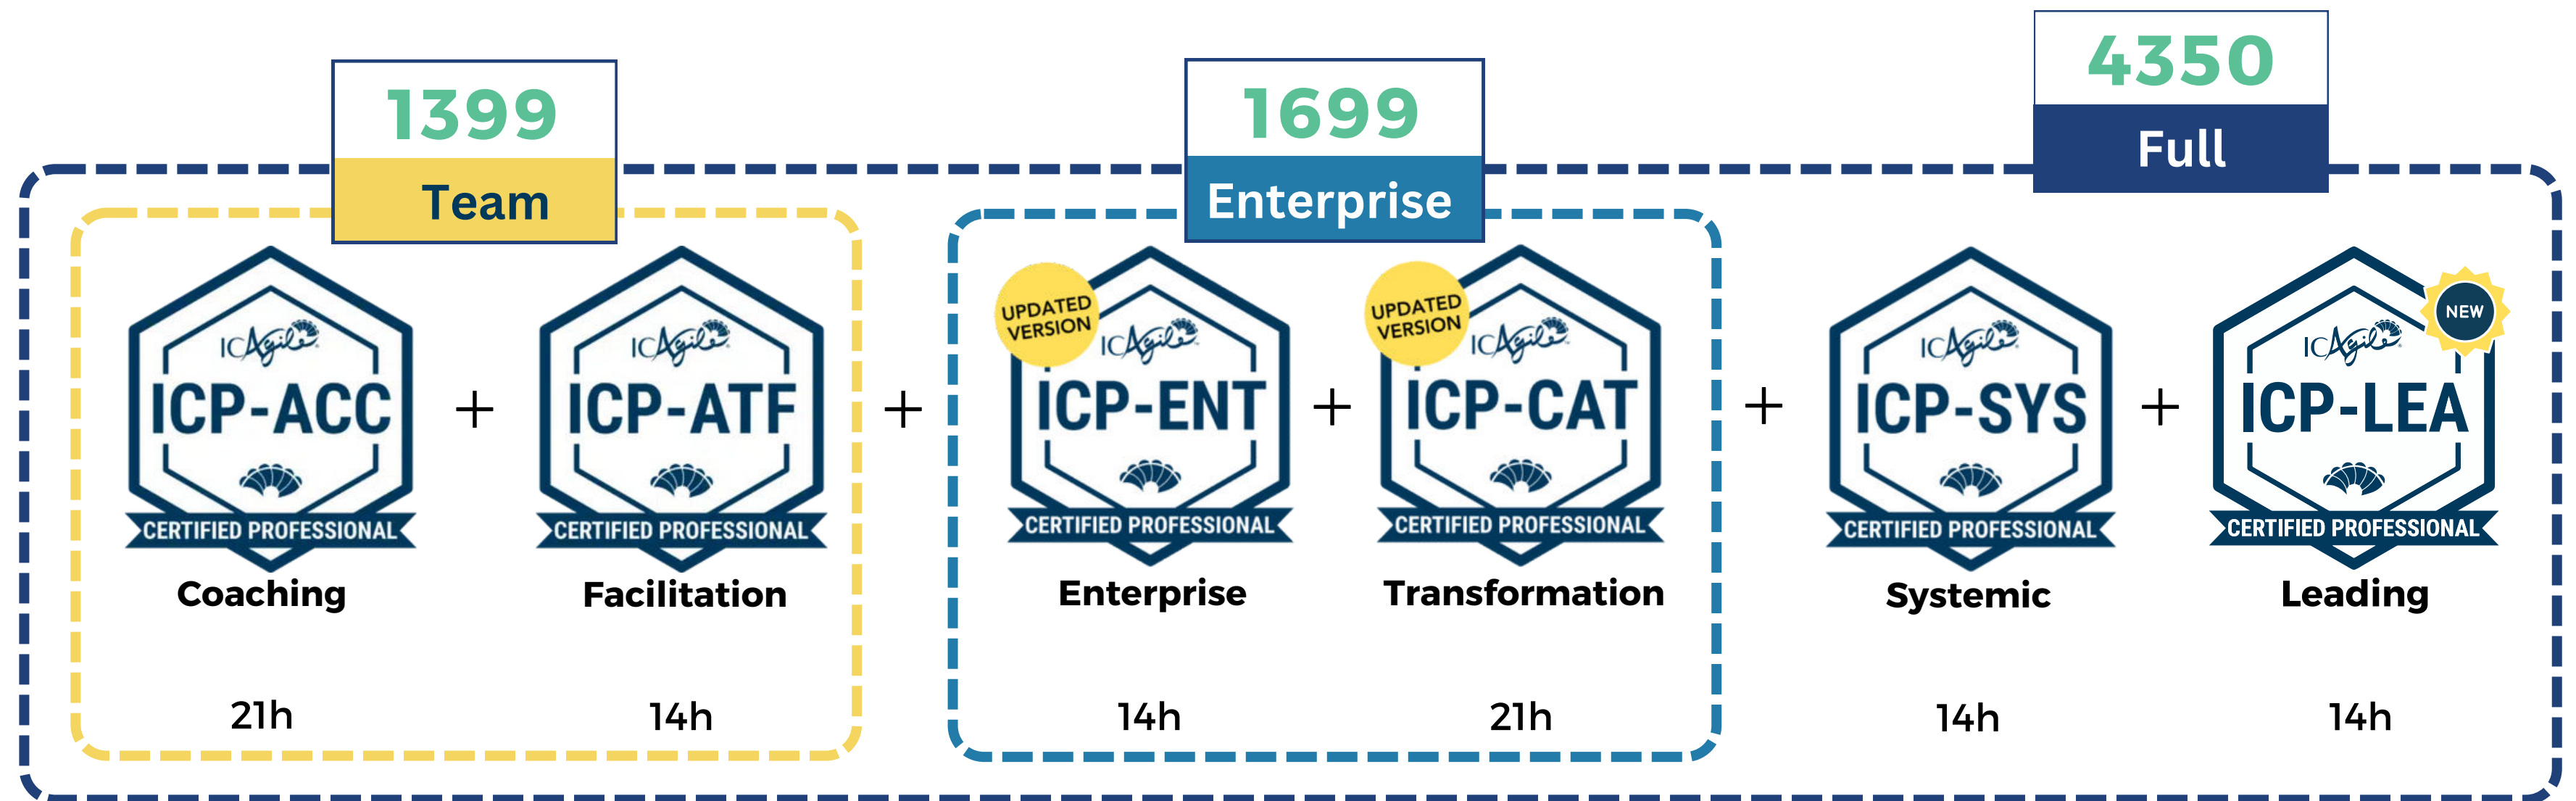 1399
Team
1699
Enterprise
4350
Full
ICAgile
ICP-ACC
CERTIFIED PROFESSIONAL
Coaching
21h
+
ICAgile
ICP-ATF
CERTIFIED PROFESSIONAL
Facilitation
14h
+
UPDATED
VERSION
ICAgile
ICP-ENT
CERTIFIED PROFESSIONAL
Enterprise
14h
+
UPDATED
VERSION
ICAgile
ICP-CAT
CERTIFIED PROFESSIONAL
Transformation
21h
+
ICAgile
ICP-SYS
CERTIFIED PROFESSIONAL
Systemic
14h
+
NEW
ICAgile
ICP-LEA
CERTIFIED PROFESSIONAL
Leading
14h